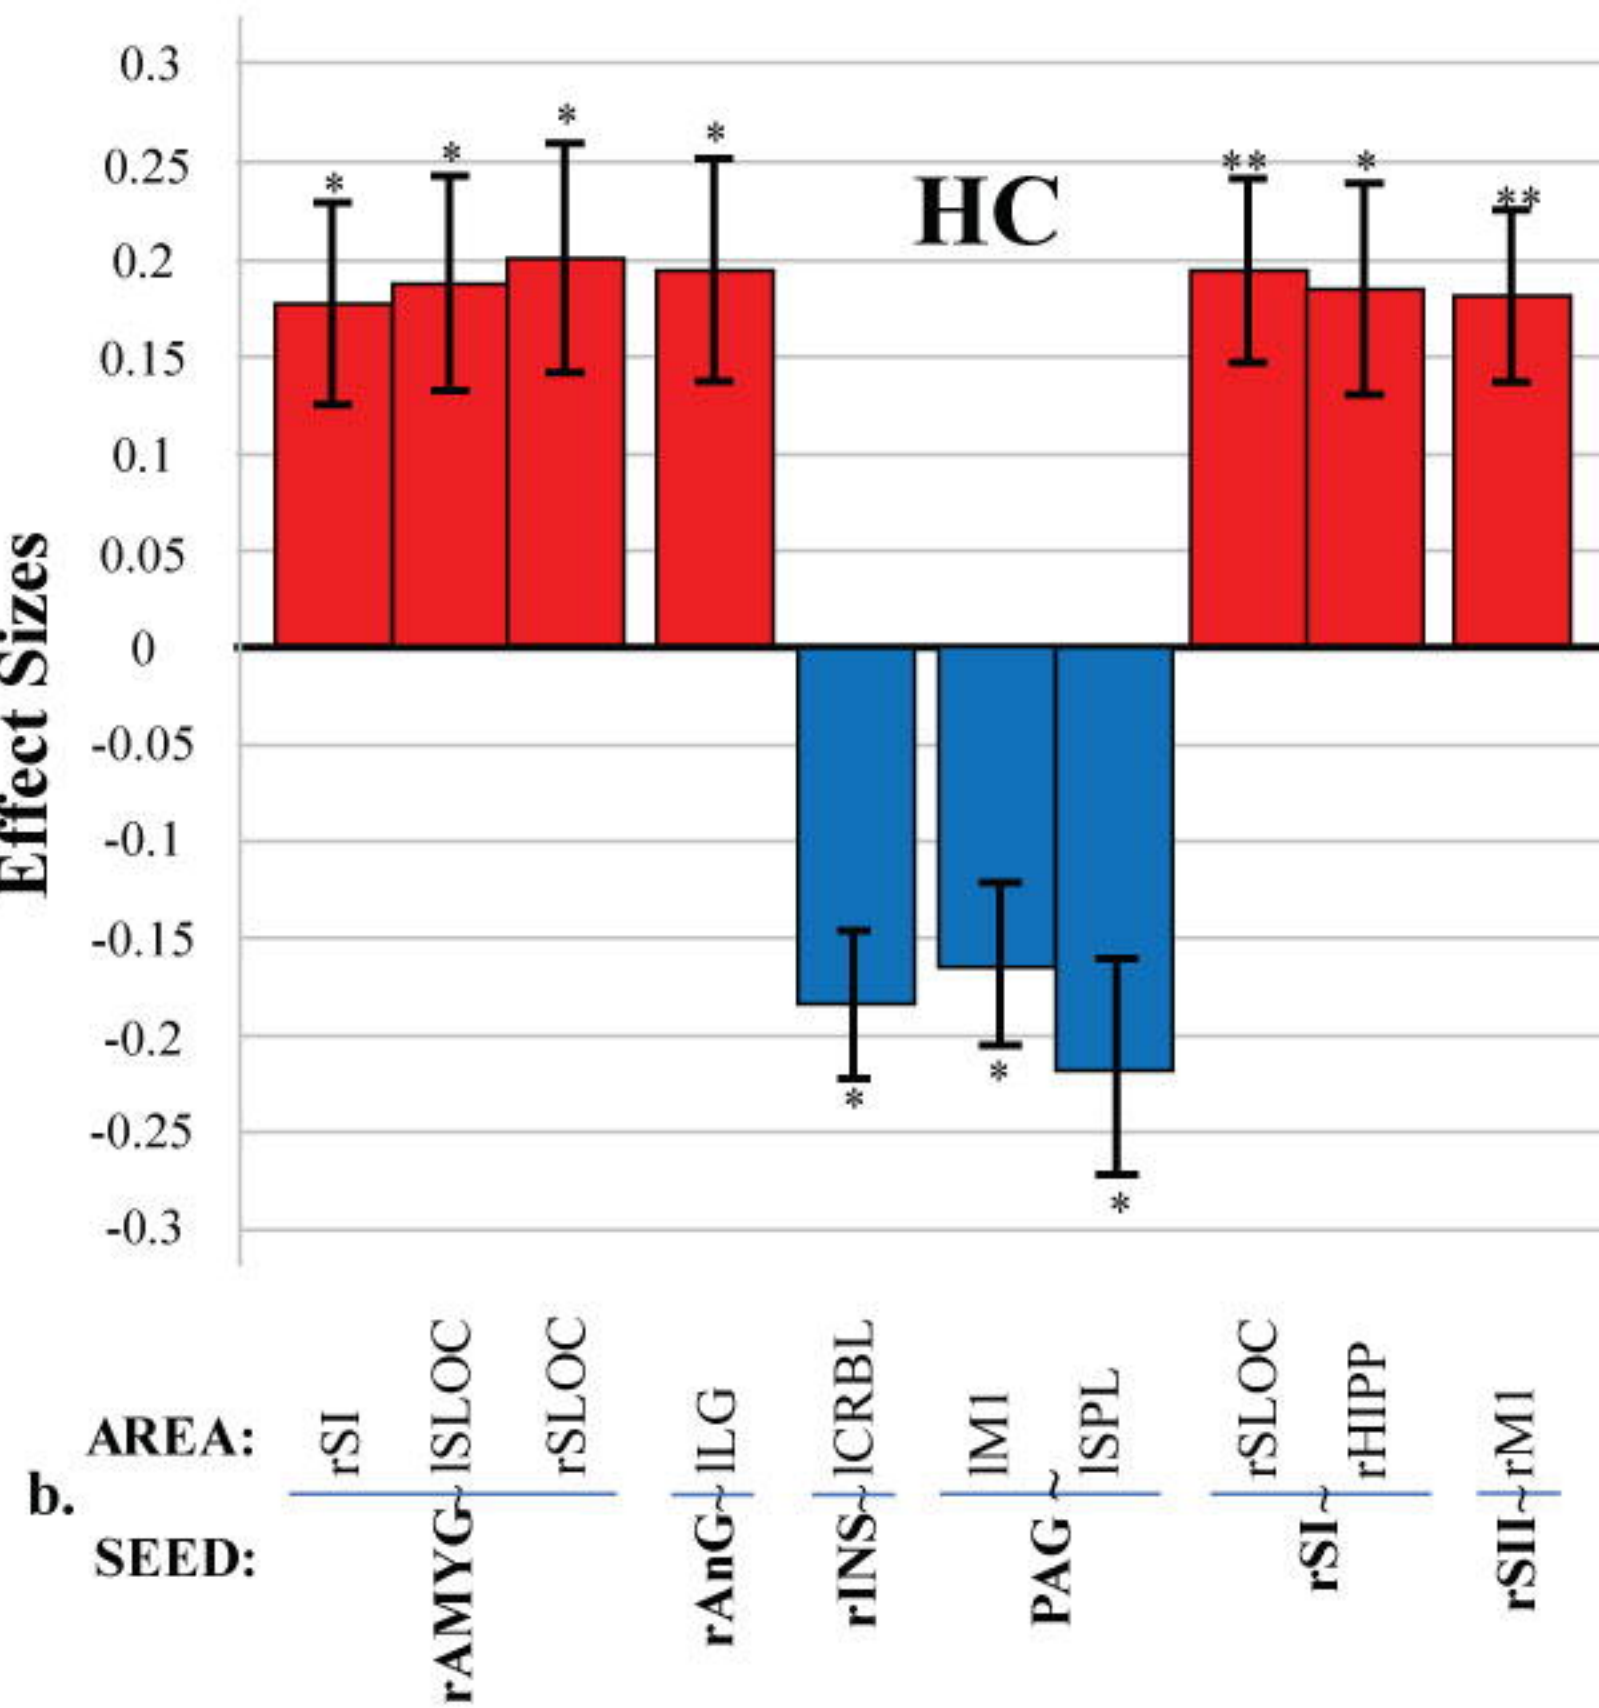 0.3
0.25
0.2
0.15
0.1
0.05
0
-0.05
-0.1
-0.15
-0.2
-0.25
-0.3
Effect Sizes
HC
*
*
*
*
*
*
*
**
*
**
AREA:
rSI
lSLOC
rSLOC
lLG
lCRBL
lM1
lSPL
rSLOC
rHIPP
rM1
b.
SEED:
rAMYG~
rAnG~
rINS~
PAG ~
rSI~
rSII~